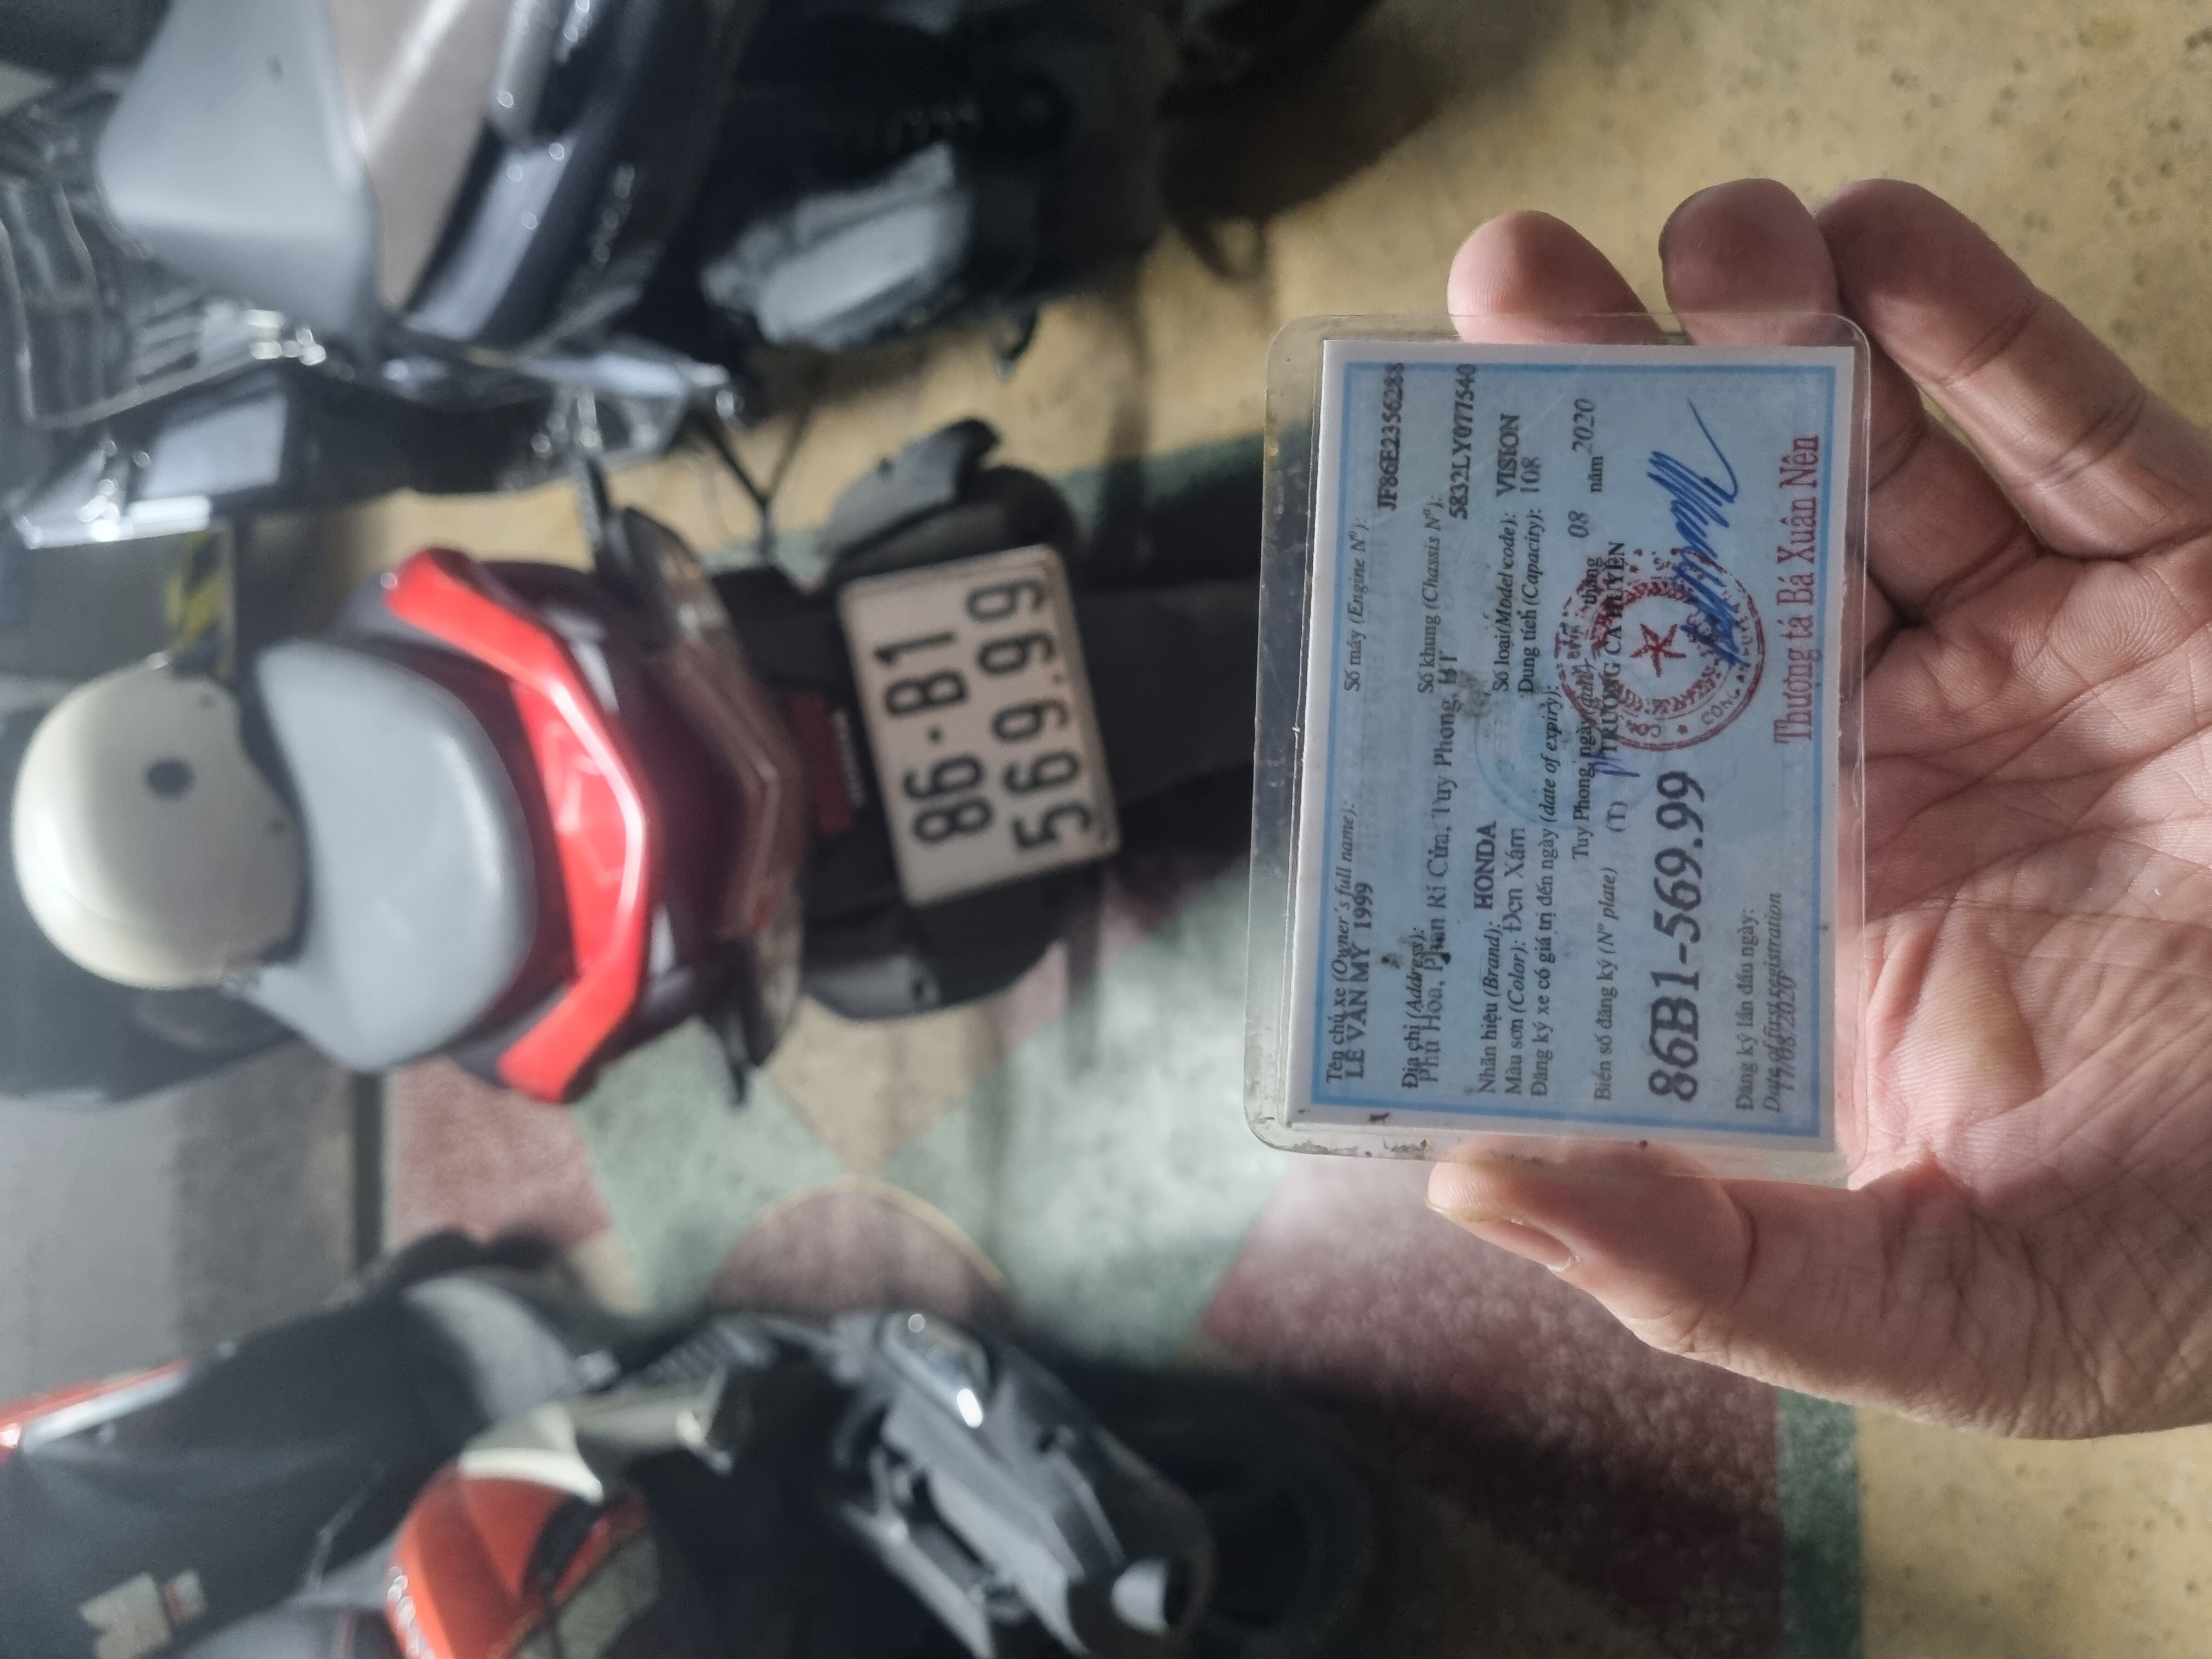 86-B1
569.99
Tên chủ xe (Owner's full name):
LÊ VĂN MỸ 1999
Số máy (Engine Nº):
JF86E2356288
Địa chỉ (Address):
Phú Hòa, Phan Rí Cửa, Tuy Phong, BT
Số khung (Chassis Nº):
5832LY077540
Nhãn hiệu (Brand): HONDA
Số loại(Model code): VISION
Màu sơn (Color): Đen Xám
Dung tích (Capacity): 108
Đăng ký xe có giá trị đến ngày (date of expiry):
Tuy Phong, ngày tháng 08 năm 2020
Biển số đăng ký (Nº plate) (T)
TRƯỞNG CA HUYỆN
86B1-569.99
Đăng ký lần đầu ngày:
Date of first registration
17/08/2020
Thượng tá Bá Xuân Nên